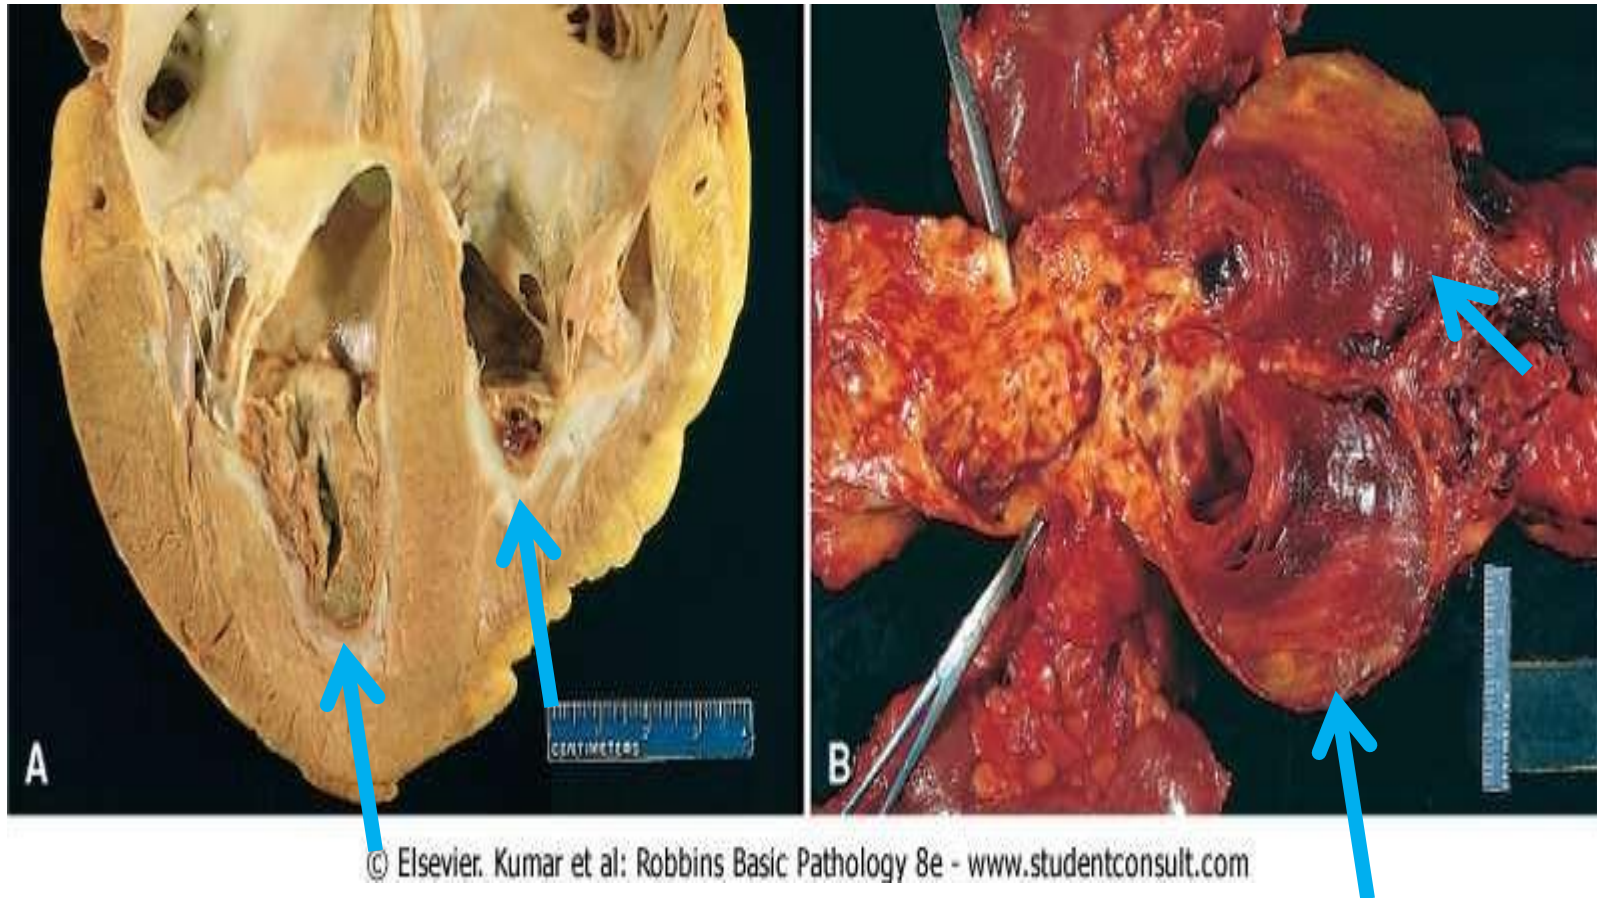 A
B
CENTIMETERS
© Elsevier. Kumar et al: Robbins Basic Pathology 8e - www.studentconsult.com